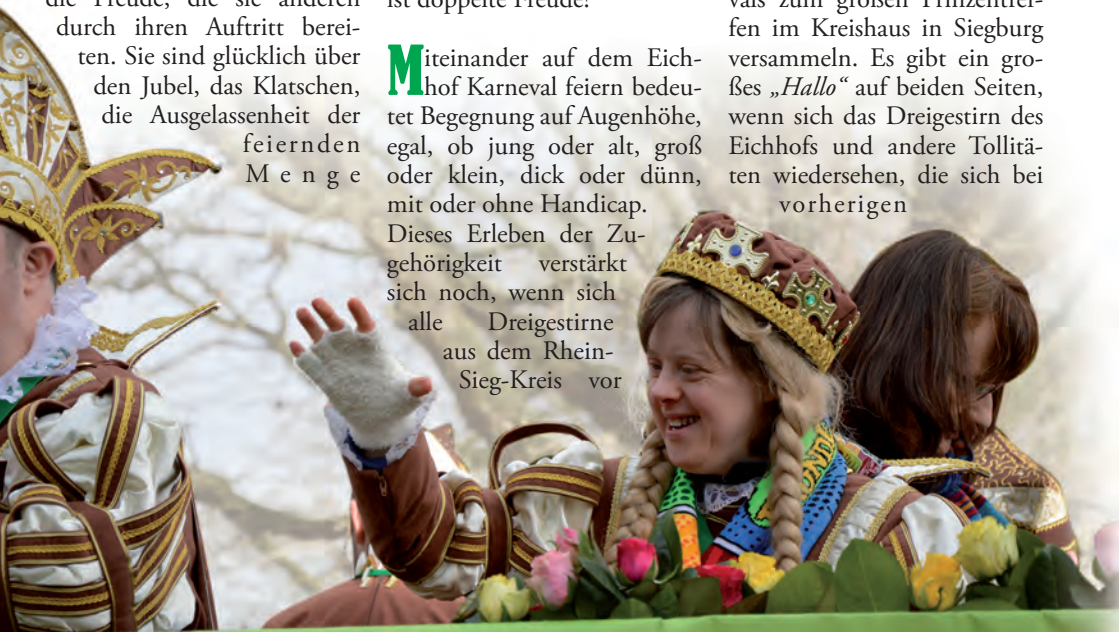 durch ihren Auftritt berei-
ten. Sie sind glücklich über
den Jubel, das Klatschen,
die Ausgelassenheit der
feiernden
Menge
Miteinander auf dem Eich-
hof Karneval feiern bedeu-
tet Begegnung auf Augenhöhe,
egal, ob jung oder alt, groß
oder klein, dick oder dünn,
mit oder ohne Handicap.
Dieses Erleben der Zu-
gehörigkeit verstärkt
sich noch, wenn sich
alle Dreigestirne
aus dem Rhein-
Sieg-Kreis vor
fen im Kreishaus in Siegburg
versammeln. Es gibt ein gro-
ßes „Hallo“ auf beiden Seiten,
wenn sich das Dreigestirn des
Eichhofs und andere Tollitä-
ten wiedersehen, die sich bei
vorherigen